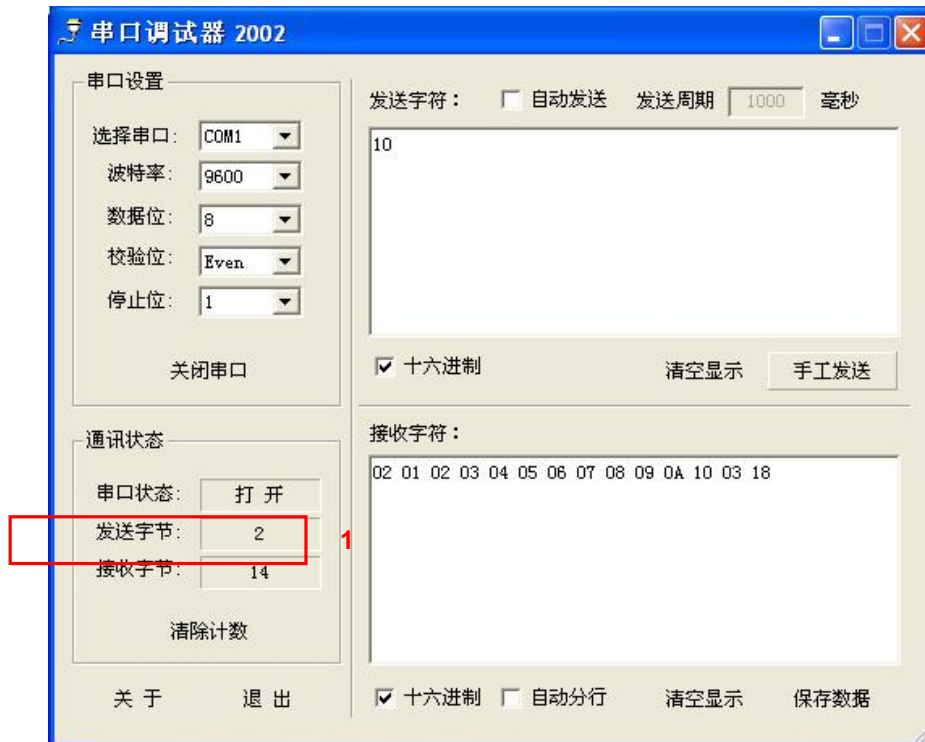 串口调试器 2002
串口设置
选择串口: COM1
波特率: 9600
数据位: 8
校验位: Even
停止位: 1
关闭串口
通讯状态
串口状态: 打 开
发送字节: 2
1
接收字节: 14
清除计数
关 于 退 出
发送字符: 自动发送 发送周期 1000 毫秒
10
十六进制 清空显示 手工发送
接收字符:
02 01 02 03 04 05 06 07 08 09 0A 10 03 18
十六进制 自动分行 清空显示 保存数据